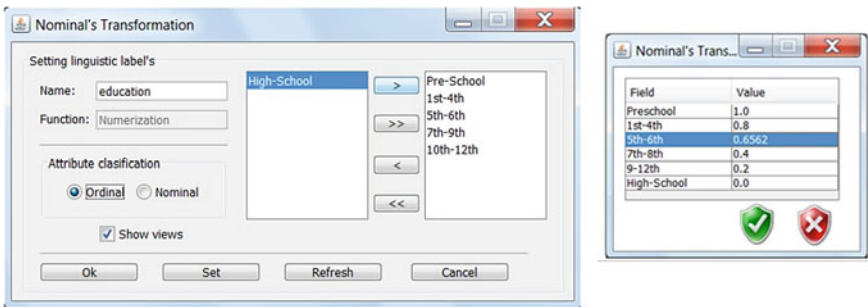 Nominal's Transformation
Setting linguistic label's
Name: education
Function: Numerization
Attribute clasification
Ordinal Nominal
Show views
High-School
>
>>
<
<<
Pre-School
1st-4th
5th-6th
7th-9th
10th-12th
Ok Set Refresh Cancel
Nominal's Trans...
Field Value
Preschool 1.0
1st-4th 0.8
5th-6th 0.6562
7th-8th 0.4
9-12th 0.2
High-School 0.0